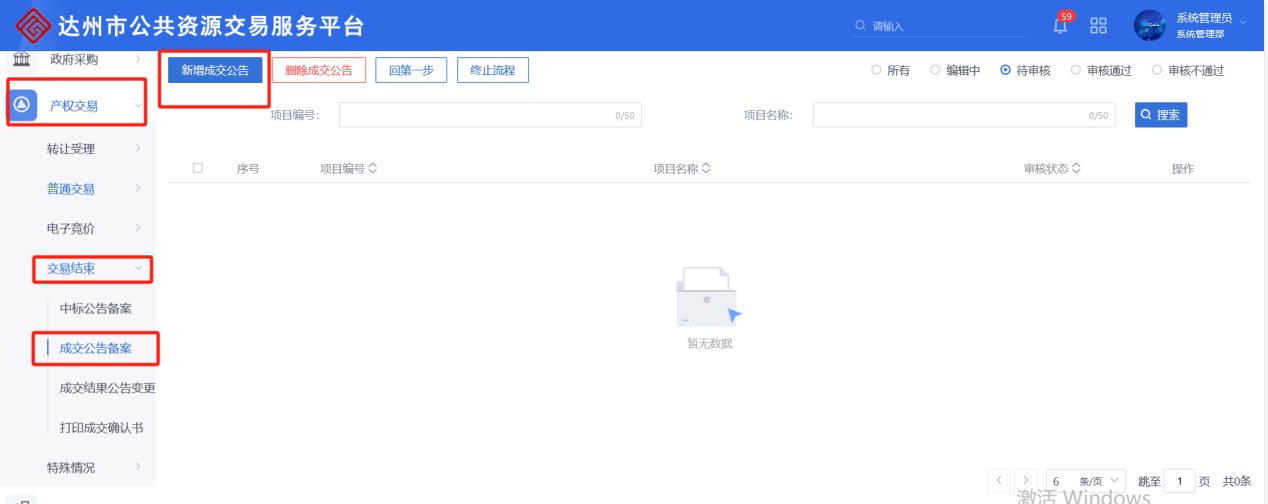 达州市公共资源交易服务平台
请输入
59
系统管理员
系统管理部
政府采购
产权交易
转让受理
普通交易
电子竞价
交易结束
中标公告备案
成交公告备案
成交结果公告变更
打印成交确认书
特殊情况
新增成交公告 删除成交公告 回第一步 终止流程
所有 编辑中 待审核 审核通过 审核不通过
项目编号: 0/50 项目名称: 0/50 搜索
序号 项目编号 项目名称 审核状态 操作
暂无数据
6 条/页 跳至 1 页 共0条
激活 Windows